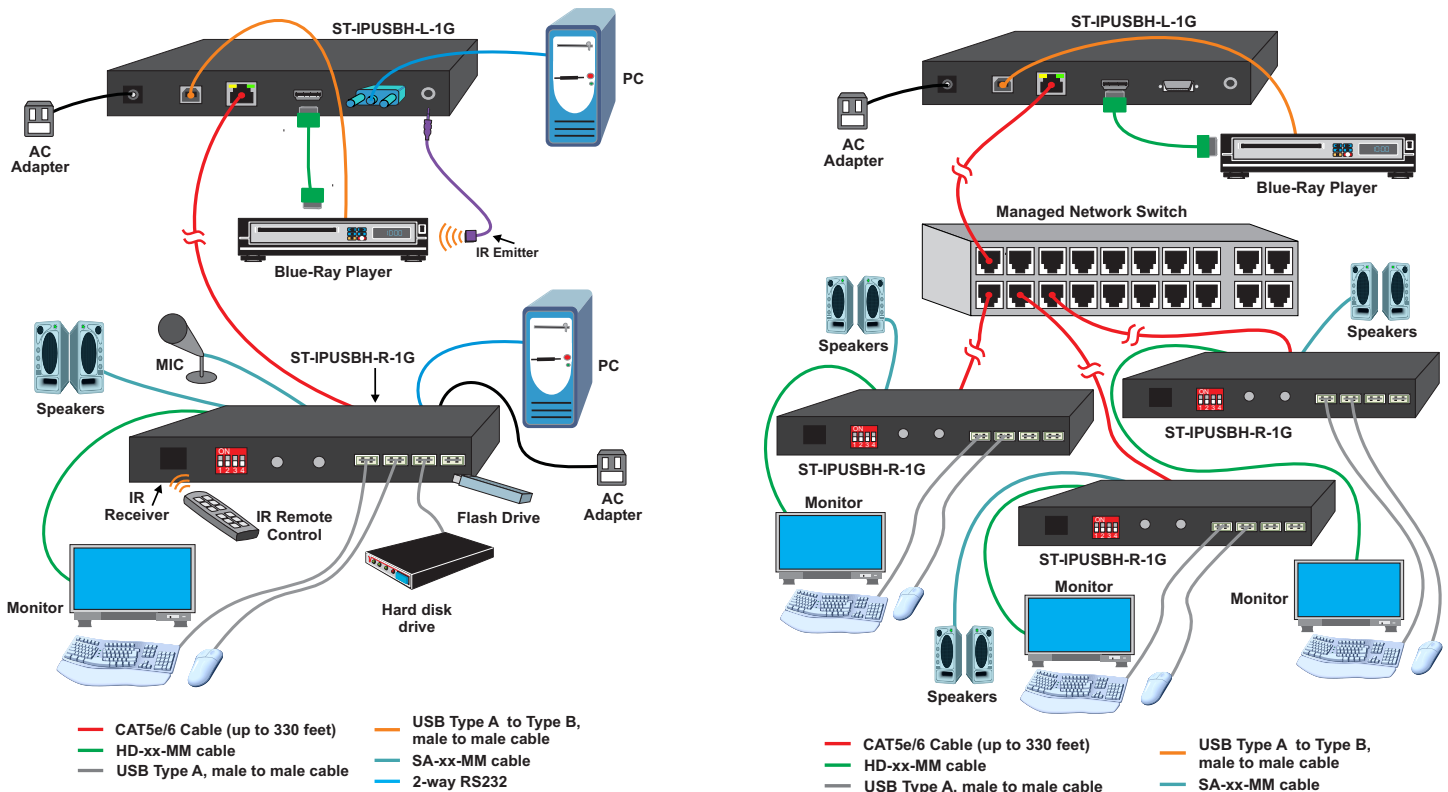 ST-IPUSBH-L-1G
PC
AC
Adapter
10:00
Blue-Ray Player
IR Emitter
MIC
Speakers
ST-IPUSBH-R-1G
PC
ON
1 2 3 4
IR
Receiver
IR Remote
Control
Flash Drive
AC
Adapter
Monitor
Hard disk
drive
CAT5e/6 Cable (up to 330 feet)
HD-xx-MM cable
USB Type A, male to male cable
USB Type A to Type B,
male to male cable
SA-xx-MM cable
2-way RS232
ST-IPUSBH-L-1G
AC
Adapter
10:00
Blue-Ray Player
Managed Network Switch
Speakers
Speakers
ON
1 2 3 4
ST-IPUSBH-R-1G
ON
1 2 3 4
ST-IPUSBH-R-1G
Monitor
ON
1 2 3 4
ST-IPUSBH-R-1G
Monitor
Monitor
Speakers
CAT5e/6 Cable (up to 330 feet)
HD-xx-MM cable
USB Type A, male to male cable
USB Type A to Type B,
male to male cable
SA-xx-MM cable